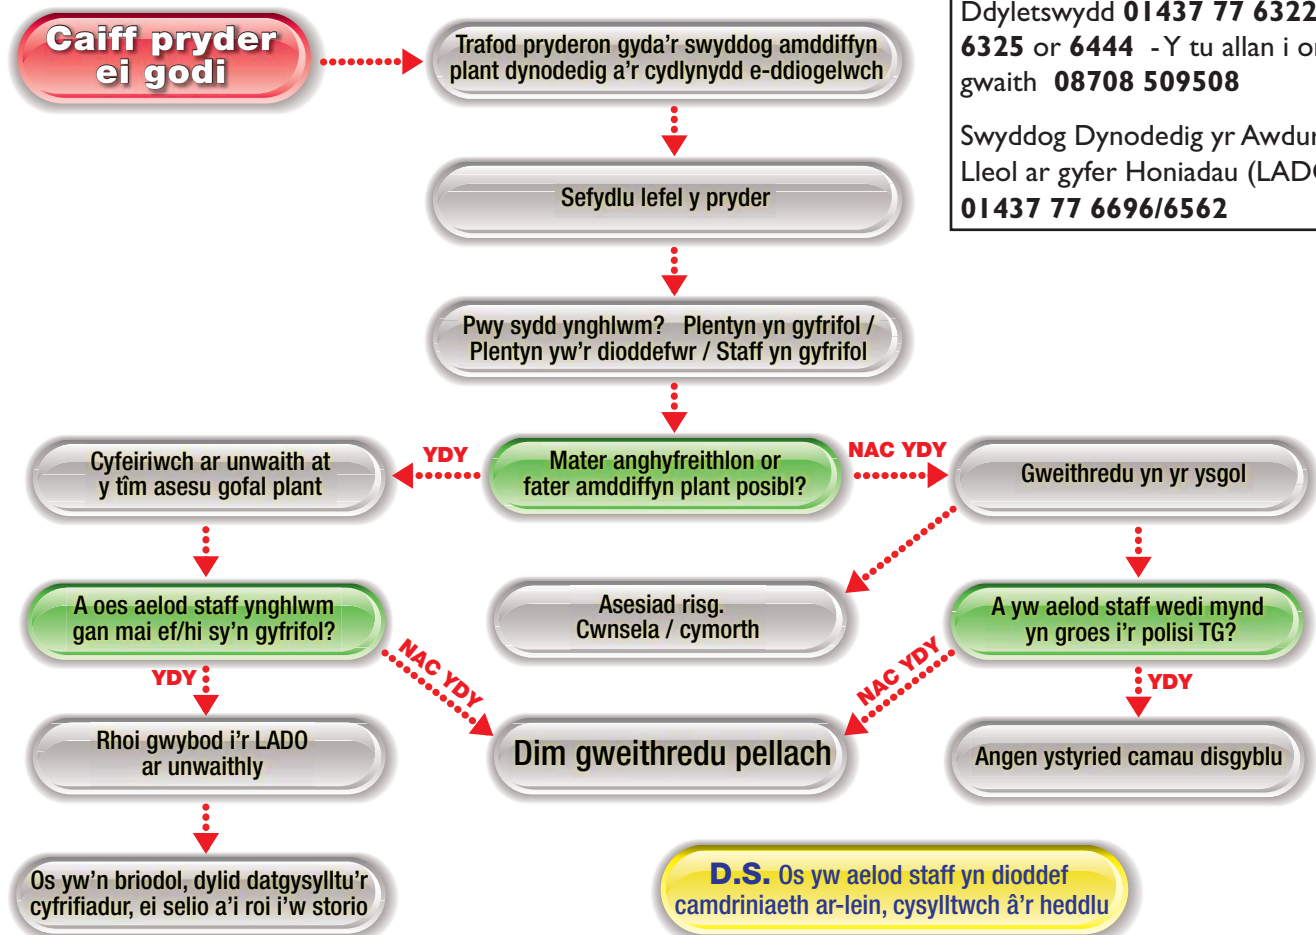 Caiff pryder
ei godi
Trafod pryderon gyda'r swyddog amddiffyn
plant dynodedig a'r cydlynydd e-ddiogelwch
Ddyletswydd 01437 77 6322
6325 or 6444 - Y tu allan i
gwaith 08708 509508
Swyddog Dynodedig yr
Lleol ar gyfer Honiadau (LADO
01437 77 6696/6562
Sefydlu lefel y pryder
Pwy sydd ynghlwm? Plentyn yn gyfrifol /
Plentyn yw'r dioddefwr / Staff yn gyfrifol
Cyfeiriwch ar unwaith at
y tîm asesu gofal plant
YDY
Mater anghyfreithlon or
fater amddiffyn plant posibl?
NAC YDY
Gweithredu yn yr ysgol
A oes aelod staff ynghlwm
gan mai ef/hi sy'n gyfrifol?
Asesiad risg.
Cwnsela / cymorth
A yw aelod staff wedi mynd
yn groes i'r polisi TG?
YDY
NAC YDY
NAC YDY
YDY
Rhoi gwybod i'r LADO
ar unwaithly
Dim gweithredu pellach
Angen ystyried camau disgyblu
Os yw'n briodol, dylid datgysylltu'r
cyfrifiadur, ei selio a'i roi i'w storio
D.S. Os yw aelod staff yn dioddef
camdriniaeth ar-lein, cysylltwch â'r heddlu